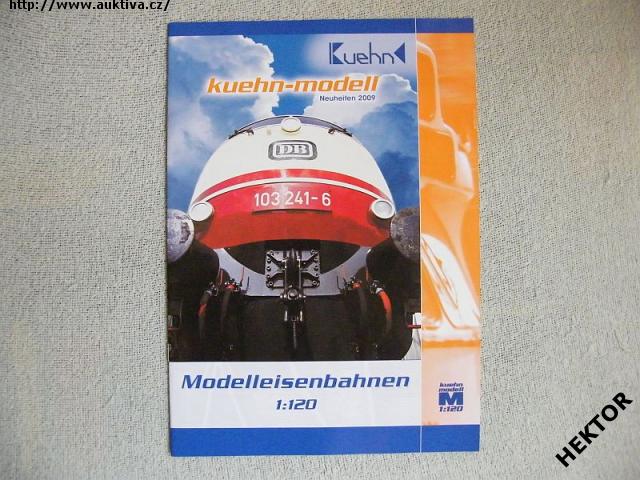 http://www.auktiva.cz/
Kuehn
kuehn-modell
Neuheiten 2009
DB
103 241-6
Modelleisenbahnen
1:120
kuehn
modell
M
1:120
HEKTOR